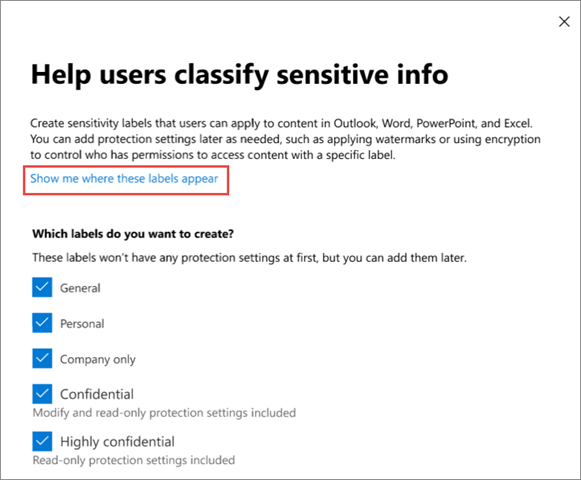 Help users classify sensitive info
Create sensitivity labels that users can apply to content in Outlook, Word, PowerPoint, and Excel.
You can add protection settings later as needed, such as applying watermarks or using encryption
to control who has permissions to access content with a specific label.
Show me where these labels appear
Which labels do you want to create?
These labels won't have any protection settings at first, but you can add them later.
General
Personal
Company only
Confidential
Modify and read-only protection settings included
Highly confidential
Read-only protection settings included